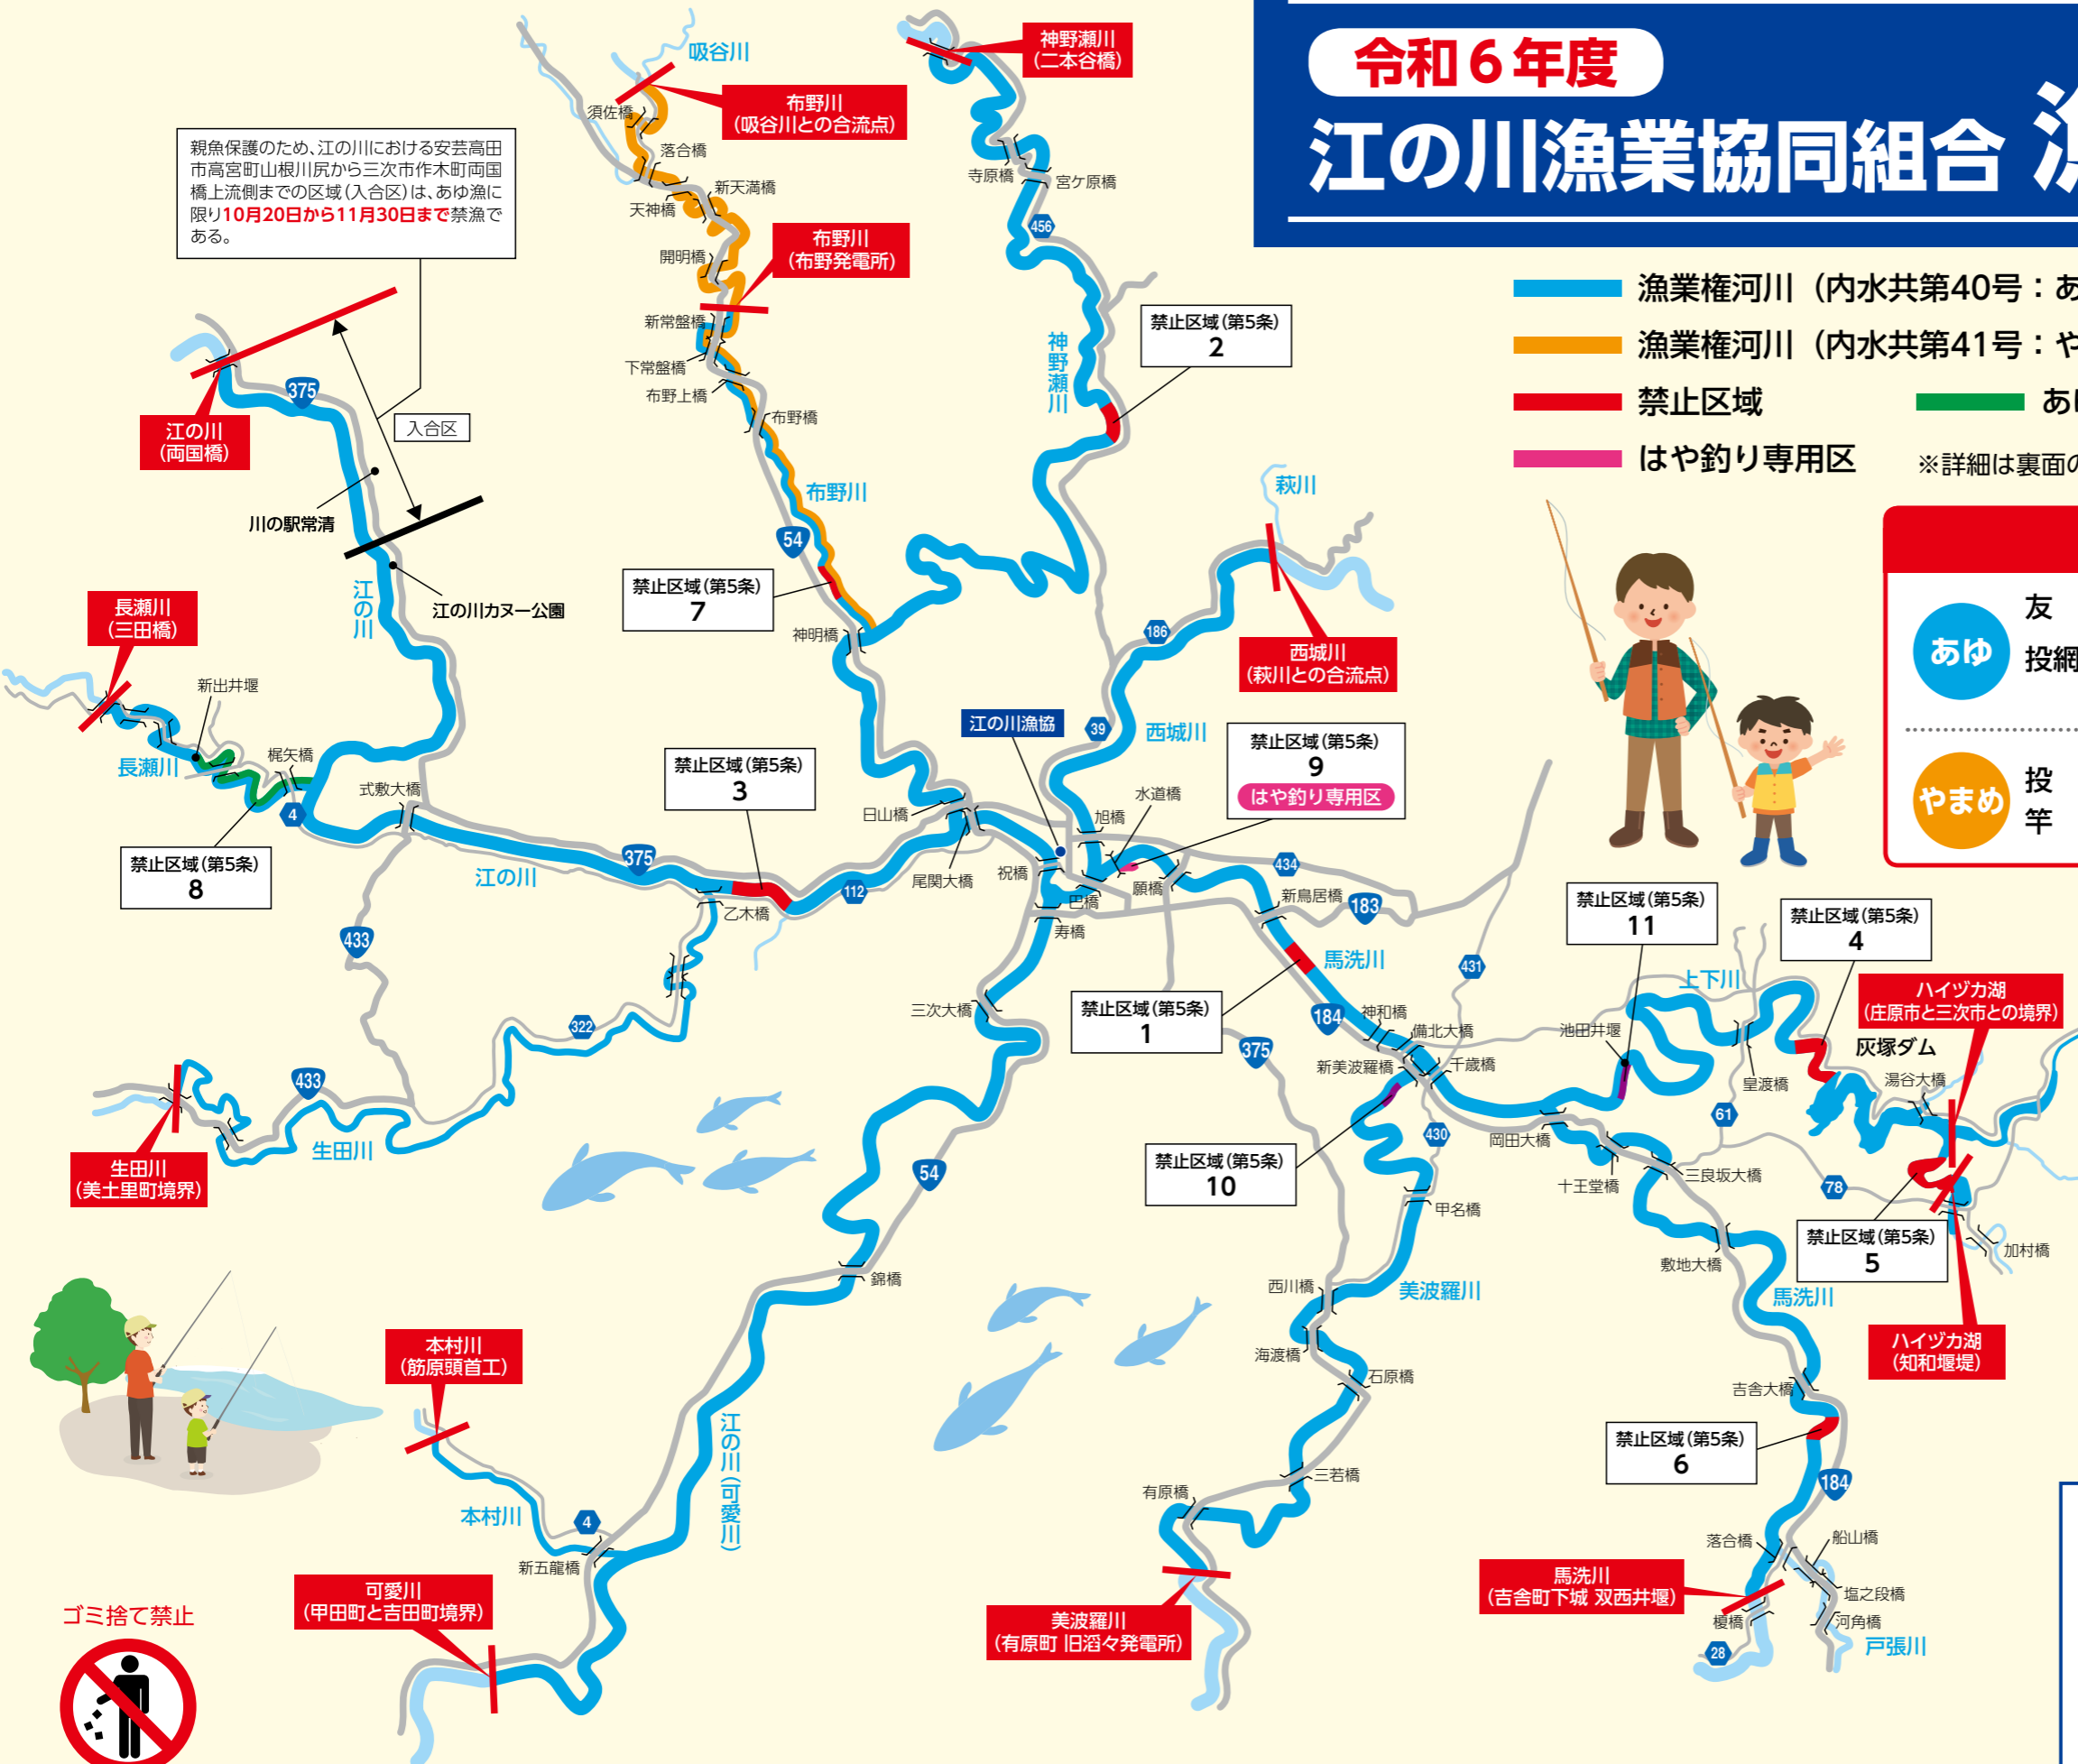 令和6年度
江の川漁業協同組合
漁業権河川（内水共第40号：あ
漁業権河川（内水共第41号：や
禁止区域
はや釣り専用区
※詳細は裏面の
あゆ
友
投網
やまめ
投
竿
親魚保護のため、江の川における安芸高田
市高宮町山根川尻から三次市作木町両国
橋上流側までの区域（入合区）は、あゆ漁に
限り10月20日から11月30日まで禁漁で
ある。
吸谷川
布野川
（吸谷川との合流点）
須佐橋
落合橋
新天満橋
天神橋
開明橋
布野川
（布野発電所）
新常盤橋
下常盤橋
布野上橋
布野橋
布野川
54
禁止区域（第5条）
7
神明橋
神野瀬川
（二本谷橋）
寺原橋
宮ケ原橋
456
神野瀬川
禁止区域（第5条）
2
萩川
西城川
（萩川との合流点）
186
39
西城川
江の川
（両国橋）
375
入合区
川の駅常清
江の川カヌー公園
江の川
長瀬川
（三田橋）
新出井堰
長瀬川
梶矢橋
4
式敷大橋
禁止区域（第5条）
8
江の川
375
433
禁止区域（第5条）
3
乙木橋
112
日山橋
尾関大橋
江の川漁協
祝橋
旭橋
水道橋
巴橋
願橋
寿橋
禁止区域（第5条）
9
はや釣り専用区
434
新鳥居橋
183
馬洗川
禁止区域（第5条）
1
184
神和橋
備北大橋
新美波羅橋
千歳橋
431
375
禁止区域（第5条）
10
430
甲名橋
西川橋
美波羅川
海渡橋
石原橋
三若橋
有原橋
美波羅川
（有原町 旧滔々発電所）
禁止区域（第5条）
11
池田井堰
上下川
禁止区域（第5条）
4
ハイヅカ湖
（庄原市と三次市との境界）
灰塚ダム
湯谷大橋
皇渡橋
61
岡田大橋
十王堂橋
三良坂大橋
78
禁止区域（第5条）
5
加村橋
敷地大橋
馬洗川
ハイヅカ湖
（知和堰堤）
吉舎大橋
禁止区域（第5条）
6
184
落合橋
船山橋
塩之段橋
河角橋
戸張川
馬洗川
（吉舎町下城 双西井堰）
榎橋
28
322
433
生田川
（美土里町境界）
生田川
三次大橋
54
錦橋
江の川（可愛川）
本村川
（筋原頭首工）
本村川
4
新五龍橋
可愛川
（甲田町と吉田町境界）
ゴミ捨て禁止